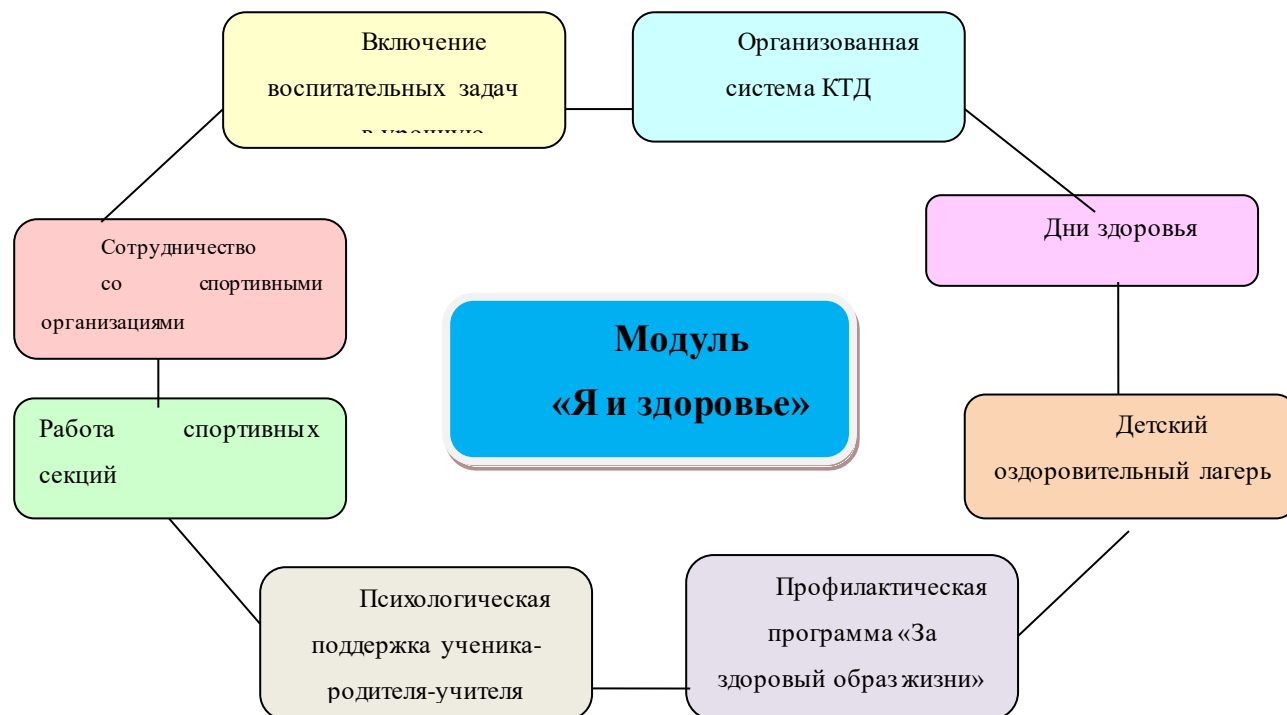 Включение
воспитательных задач
Организованная
система КТД
Сотрудничество
со спортивными
организациями
Дни здоровья
Модуль
«Я и здоровье»
Работа спортивных
секций
Детский
оздоровительный лагерь
Психологическая
поддержка ученика-
родителя-учителя
Профилактическая
программа «За
здоровый образ жизни»